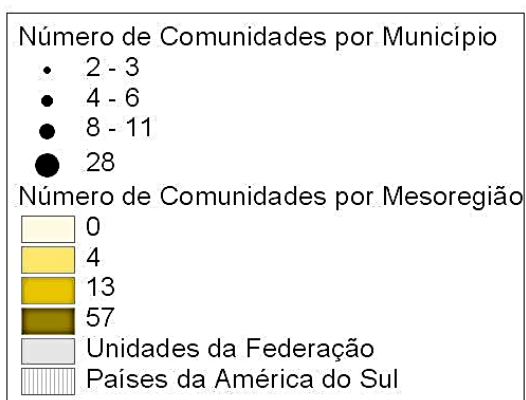 Número de Comunidades por Município
2 - 3
4 - 6
8 - 11
28
Número de Comunidades por Mesoregião
0
4
13
57
Unidades da Federação
Países da América do Sul